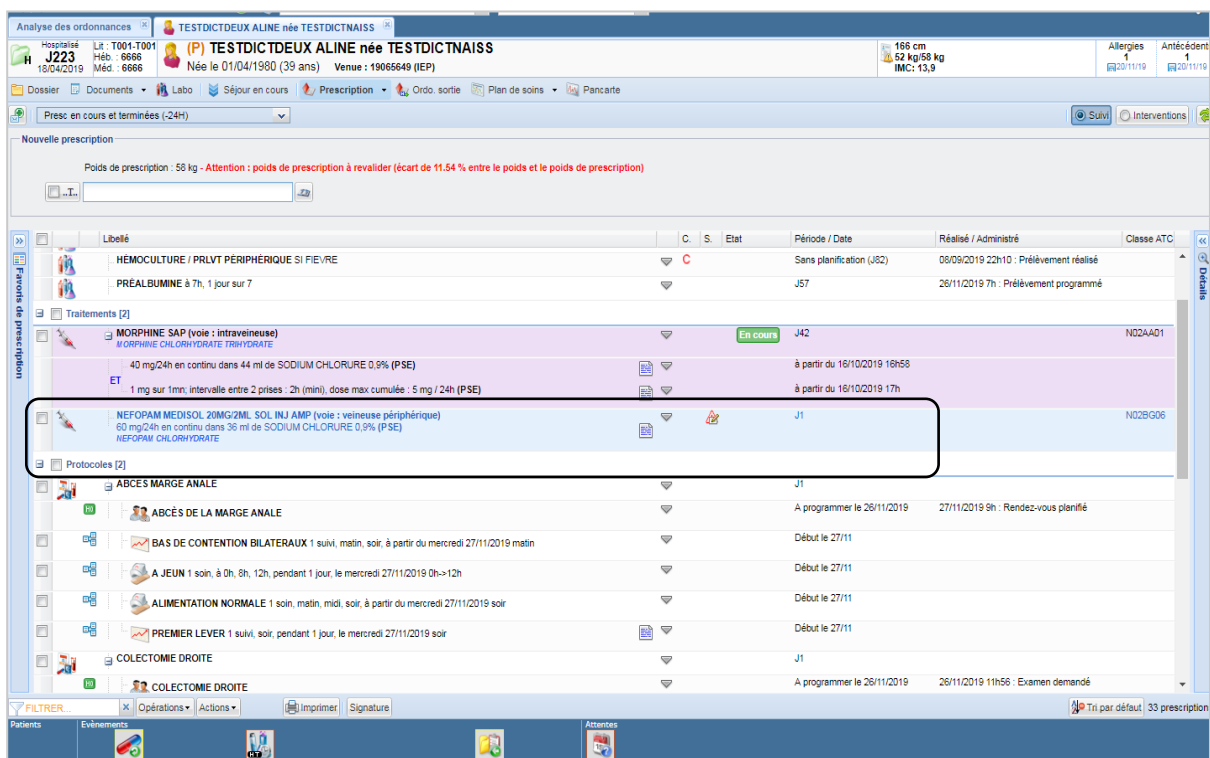 Analyse des ordonnances TESTDICTDEUX ALINE née TESTDICTNAISS
Hospitalisé Lit : T001-T001 (P) TESTDICTDEUX ALINE née TESTDICTNAISS 166 cm Allergies Antécédent
H J223 Héb. : 6666 52 kg/58 kg 1 1
18/04/2019 Méd. : 6666 Née le 01/04/1980 (39 ans) Venue : 19065649 (IEP) IMC: 13,9 20/11/19 20/11/19
Dossier Documents Labo Séjour en cours Prescription Ordo. sortie Plan de soins Pancarte
Presc en cours et terminées (-24H) Suivi Interventions
Nouvelle prescription
Poids de prescription : 58 kg - Attention : poids de prescription à revalider (écart de 11.54 % entre le poids et le poids de prescription)
..T..
Libellé C. S. Etat Période / Date Réalisé / Administré Classe ATC
HÉMOCULTURE / PRLVT PÉRIPHÉRIQUE SI FIEVRE C Sans planification (J82) 08/09/2019 22h10 : Prélèvement réalisé
PRÉALBUMINE à 7h, 1 jour sur 7 J57 26/11/2019 7h : Prélèvement programmé
Traitements [2]
MORPHINE SAP (voie : intraveineuse) En cours J42 N02AA01
MORPHINE CHLORHYDRATE TRIHYDRATE
40 mg/24h en continu dans 44 ml de SODIUM CHLORURE 0,9% (PSE) à partir du 16/10/2019 16h58
ET
1 mg sur 1mn; intervalle entre 2 prises : 2h (mini), dose max cumulée : 5 mg / 24h (PSE) à partir du 16/10/2019 17h
NEFOPAM MEDISOL 20MG/2ML SOL INJ AMP (voie : veineuse périphérique) J1 N02BG06
60 mg/24h en continu dans 36 ml de SODIUM CHLORURE 0,9% (PSE)
NEFOPAM CHLORHYDRATE
Protocoles [2]
ABCES MARGE ANALE J1
ABCÈS DE LA MARGE ANALE A programmer le 26/11/2019 27/11/2019 9h : Rendez-vous planifié
BAS DE CONTENTION BILATERAUX 1 suivi, matin, soir, à partir du mercredi 27/11/2019 matin Début le 27/11
A JEUN 1 soin, à 0h, 8h, 12h, pendant 1 jour, le mercredi 27/11/2019 0h->12h Début le 27/11
ALIMENTATION NORMALE 1 soin, matin, midi, soir, à partir du mercredi 27/11/2019 soir Début le 27/11
PREMIER LEVER 1 suivi, soir, pendant 1 jour, le mercredi 27/11/2019 soir Début le 27/11
COLECTOMIE DROITE J1
COLECTOMIE DROITE A programmer le 26/11/2019 26/11/2019 11h56 : Examen demandé
Favoris de prescription
Détails
FILTRER... Opérations Actions Imprimer Signature Tri par défaut 33 prescription
Patients Evènements Attentes